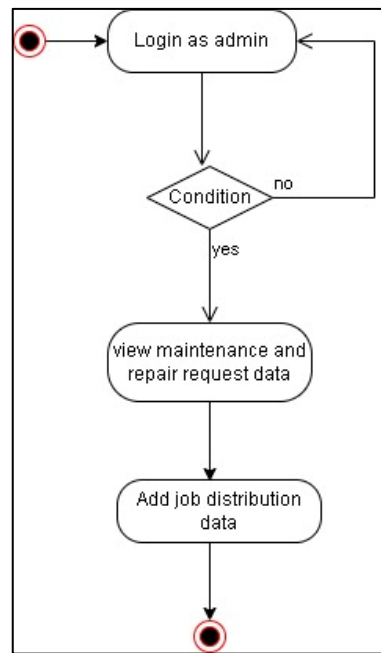 Login as admin
Condition
no
yes
view maintenance and
repair request data
Add job distribution
data